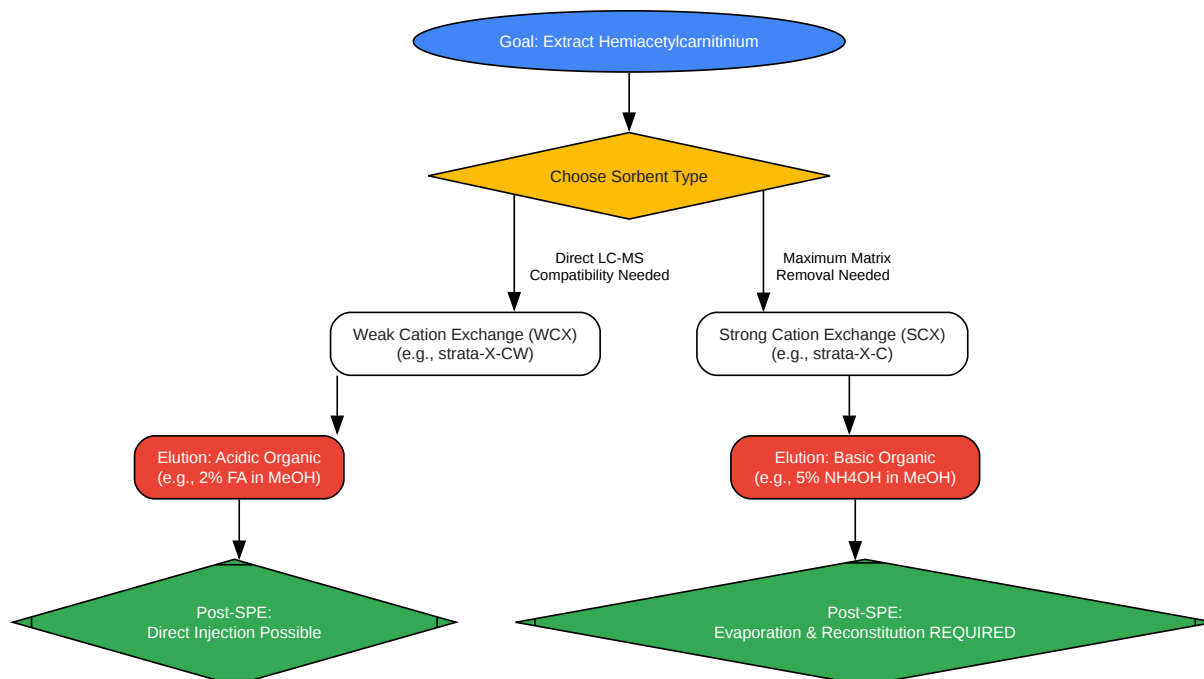 Goal: Extract Hemiacetylcarnitinium
Choose Sorbent Type
Direct LC-MS
Compatibility Needed
Maximum Matrix
Removal Needed
Weak Cation Exchange (WCX)
(e.g., strata-X-CW)
Strong Cation Exchange (SCX)
(e.g., strata-X-C)
Elution: Acidic Organic
(e.g., 2% FA in MeOH)
Elution: Basic Organic
(e.g., 5% NH4OH in MeOH)
Post-SPE:
Direct Injection Possible
Post-SPE:
Evaporation & Reconstitution REQUIRED